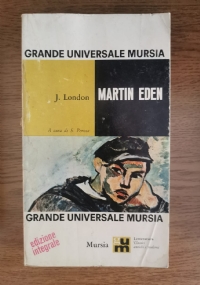 GRANDE UNIVERSALE MURSIA
J. London
MARTIN EDEN
GRANDE UNIVERSALE MURSIA
edizione
integrale
Mursia